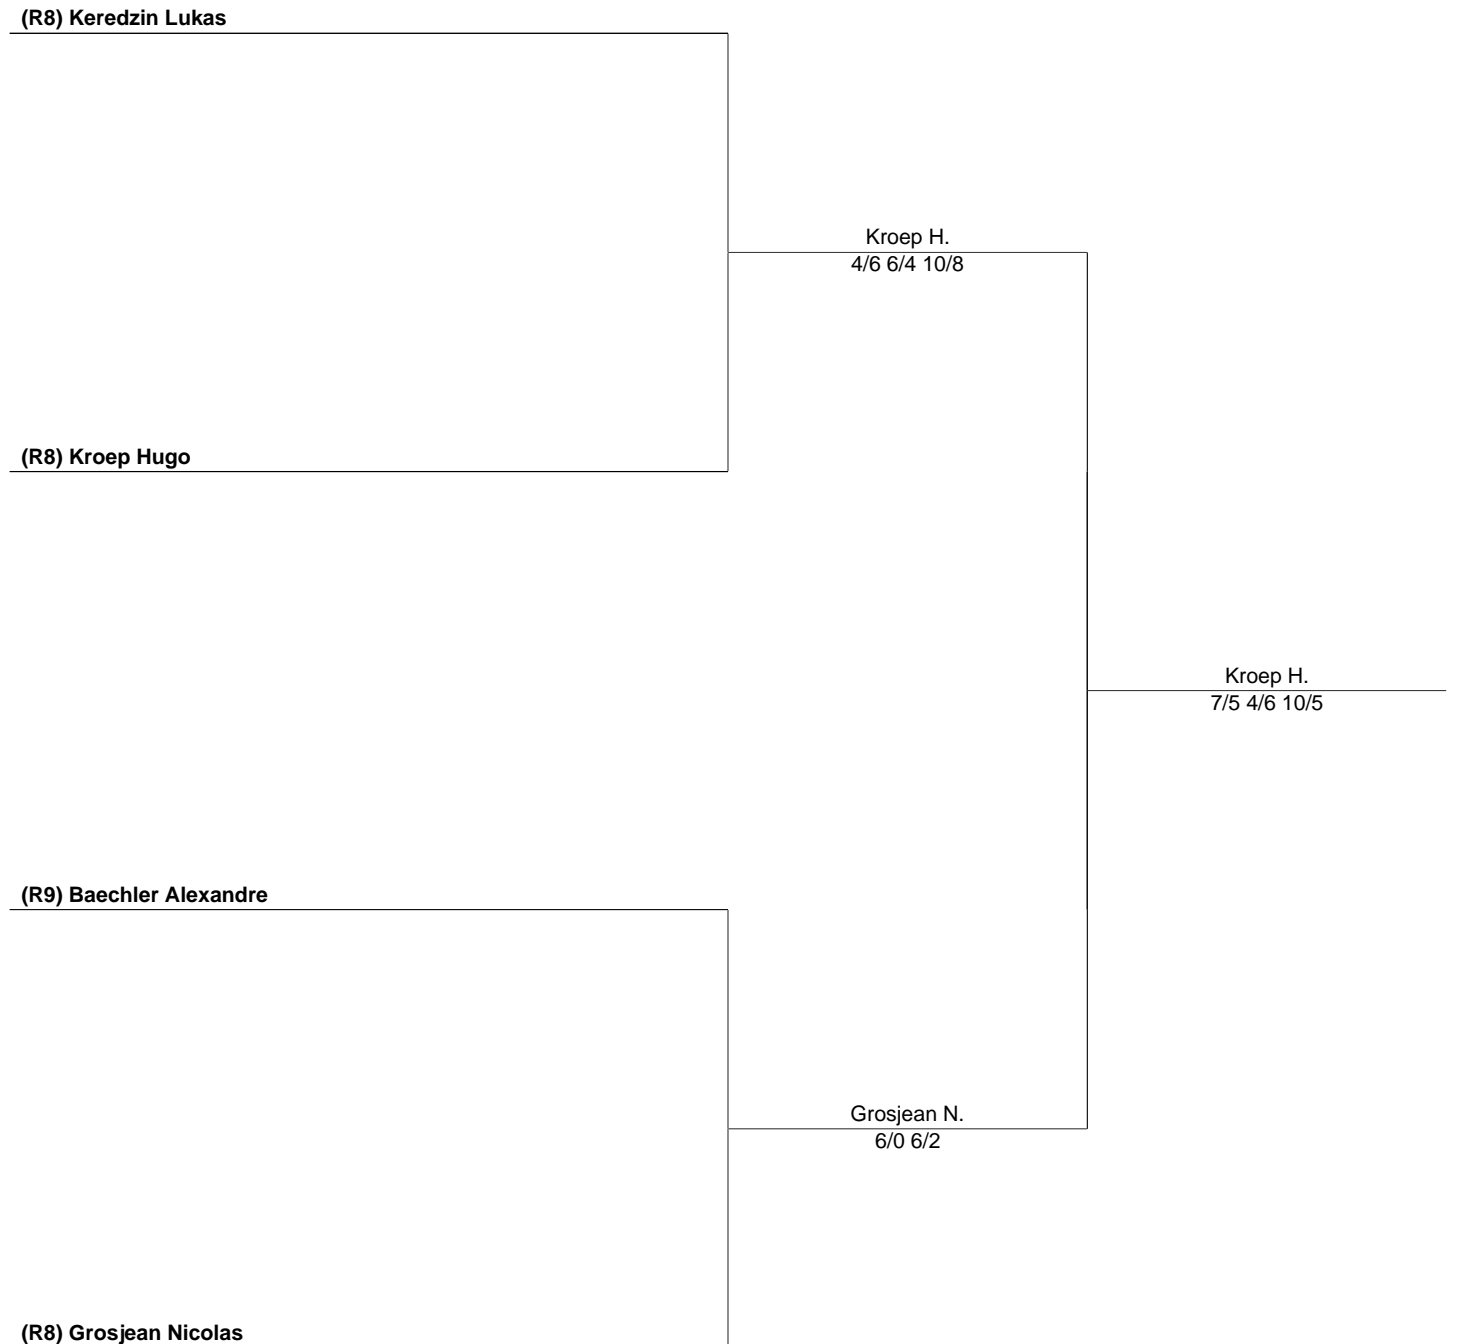 (R8) Keredzin Lukas
Kroep H.
4/6 6/4 10/8
(R8) Kroep Hugo
Kroep H.
7/5 4/6 10/5
(R9) Baechler Alexandre
Grosjean N.
6/0 6/2
(R8) Grosjean Nicolas